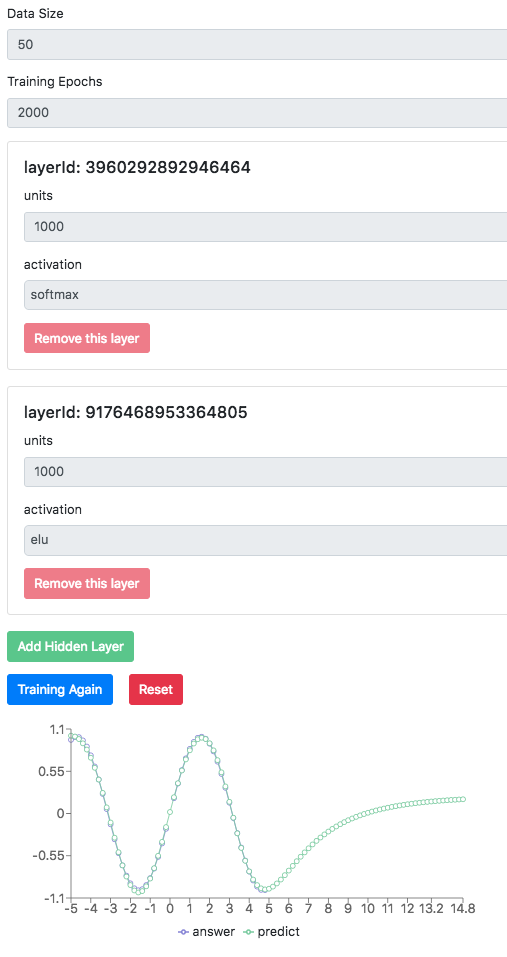 Data Size
50
Training Epochs
2000
layerId: 3960292892946464
units
1000
activation
softmax
Remove this layer
layerId: 9176468953364805
units
1000
activation
elu
Remove this layer
Add Hidden Layer
Training Again Reset
1.1
0.55
0
-0.55
-1.1
-5 -4 -3 -2 -1 0 1 2 3 4 5 6 7 8 9 10 11 12 13.2 14.8
answer predict